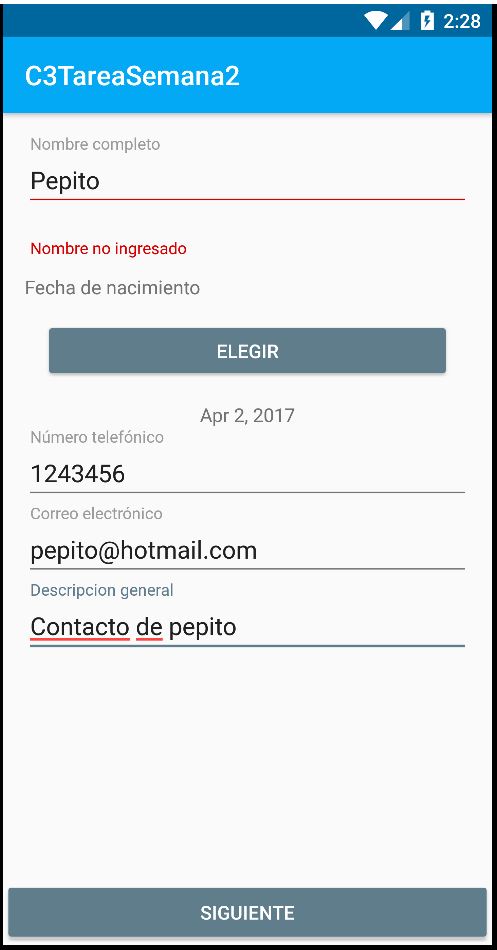 2:28
C3TareaSemana2
Nombre completo
Pepito
Nombre no ingresado
Fecha de nacimiento
ELEGIR
Apr 2, 2017
Número telefónico
1243456
Correo electrónico
pepito@hotmail.com
Descripcion general
Contacto de pepito
SIGUIENTE